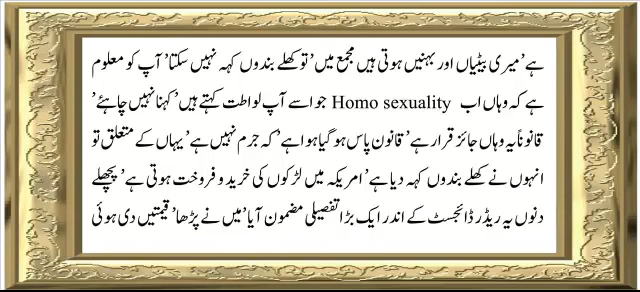 ہے’ میری بیٹیاں اور بہنیں ہوتی ہیں مجمع میں’ تو کھلے بندوں کہہ نہیں سکتا’ آپ کو معلوم
ہے کہ وہاں اب Homo sexuality جو اسے آپ لواطت کہتے ہیں’ کہنا نہیں چاہئے’
قانوناً یہ وہاں جائز قرار ہے’ قانون پاس ہو گیا ہوا ہے’ کہ جرم نہیں ہے’ یہاں کے متعلق تو
انہوں نے کھلے بندوں کہہ دیا ہے’ امریکہ میں لڑکوں کی خرید و فروخت ہوتی ہے’ پچھلے
دنوں یہ ریڈر ڈائجسٹ کے اندر ایک بڑا تفصیلی مضمون آیا’ میں نے پڑھا’ قیمتیں دی ہوئی